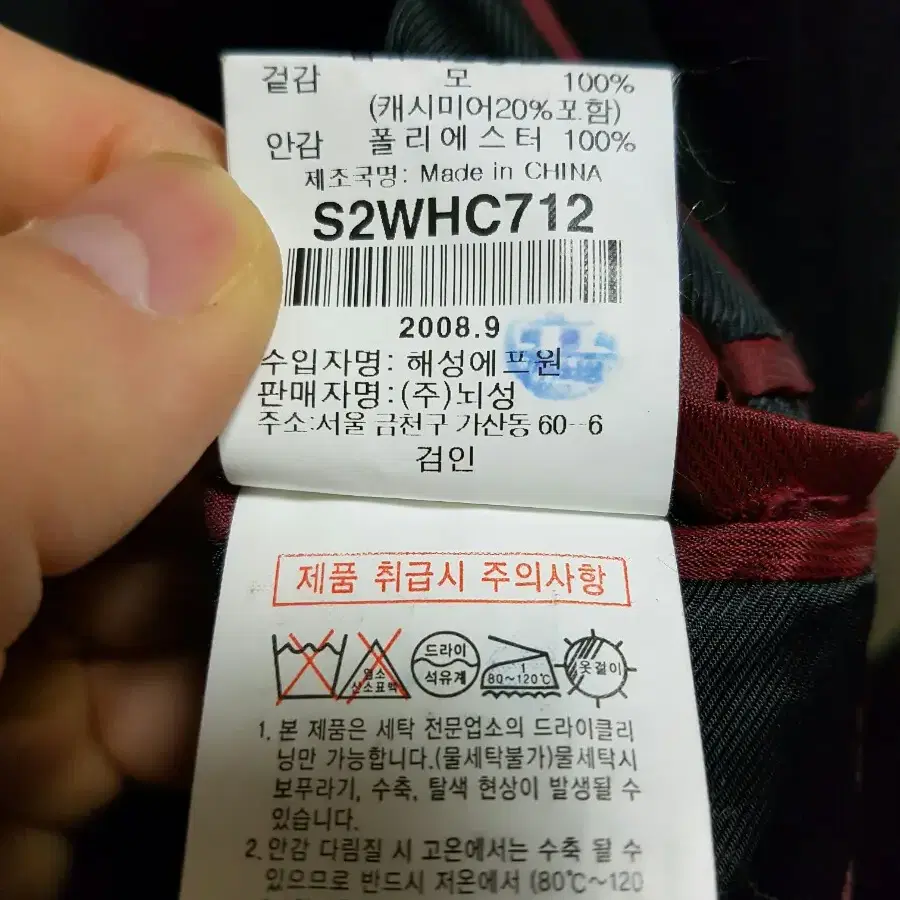 겉감 모 100%
(캐시미어20%포함)
안감 폴리에스터 100%
제조국명: Made in CHINA
S2WHC712
2008.9
수입자명: 해성에프원
판매자명:(주)뇌성
주소:서울 금천구 가산동 60-6
검인
제품 취급시 주의사항
염소 산소표백
드라이 석유계
1 80~120℃
옷걸이
1. 본 제품은 세탁 전문업소의 드라이클리
닝만 가능합니다.(물세탁불가)물세탁시
보푸라기, 수축, 탈색 현상이 발생될 수
있습니다.
2. 안감 다림질 시 고온에서는 수축 될 수
있으므로 반드시 저온에서 (80℃~120